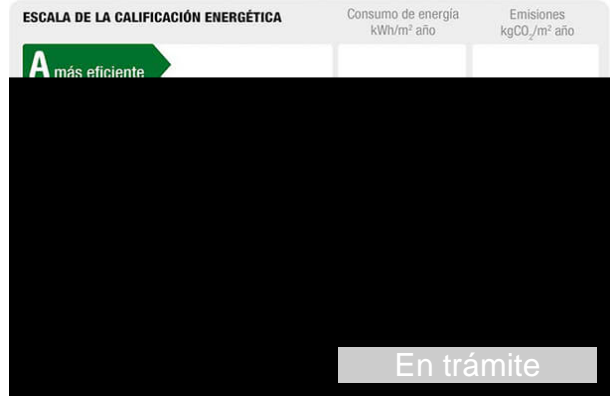 ESCALA DE LA CALIFICACIÓN ENERGÉTICA
Consumo de energía
kWh/m² año
Emisiones
kgCO₂/m² año
A más eficiente
En trámite